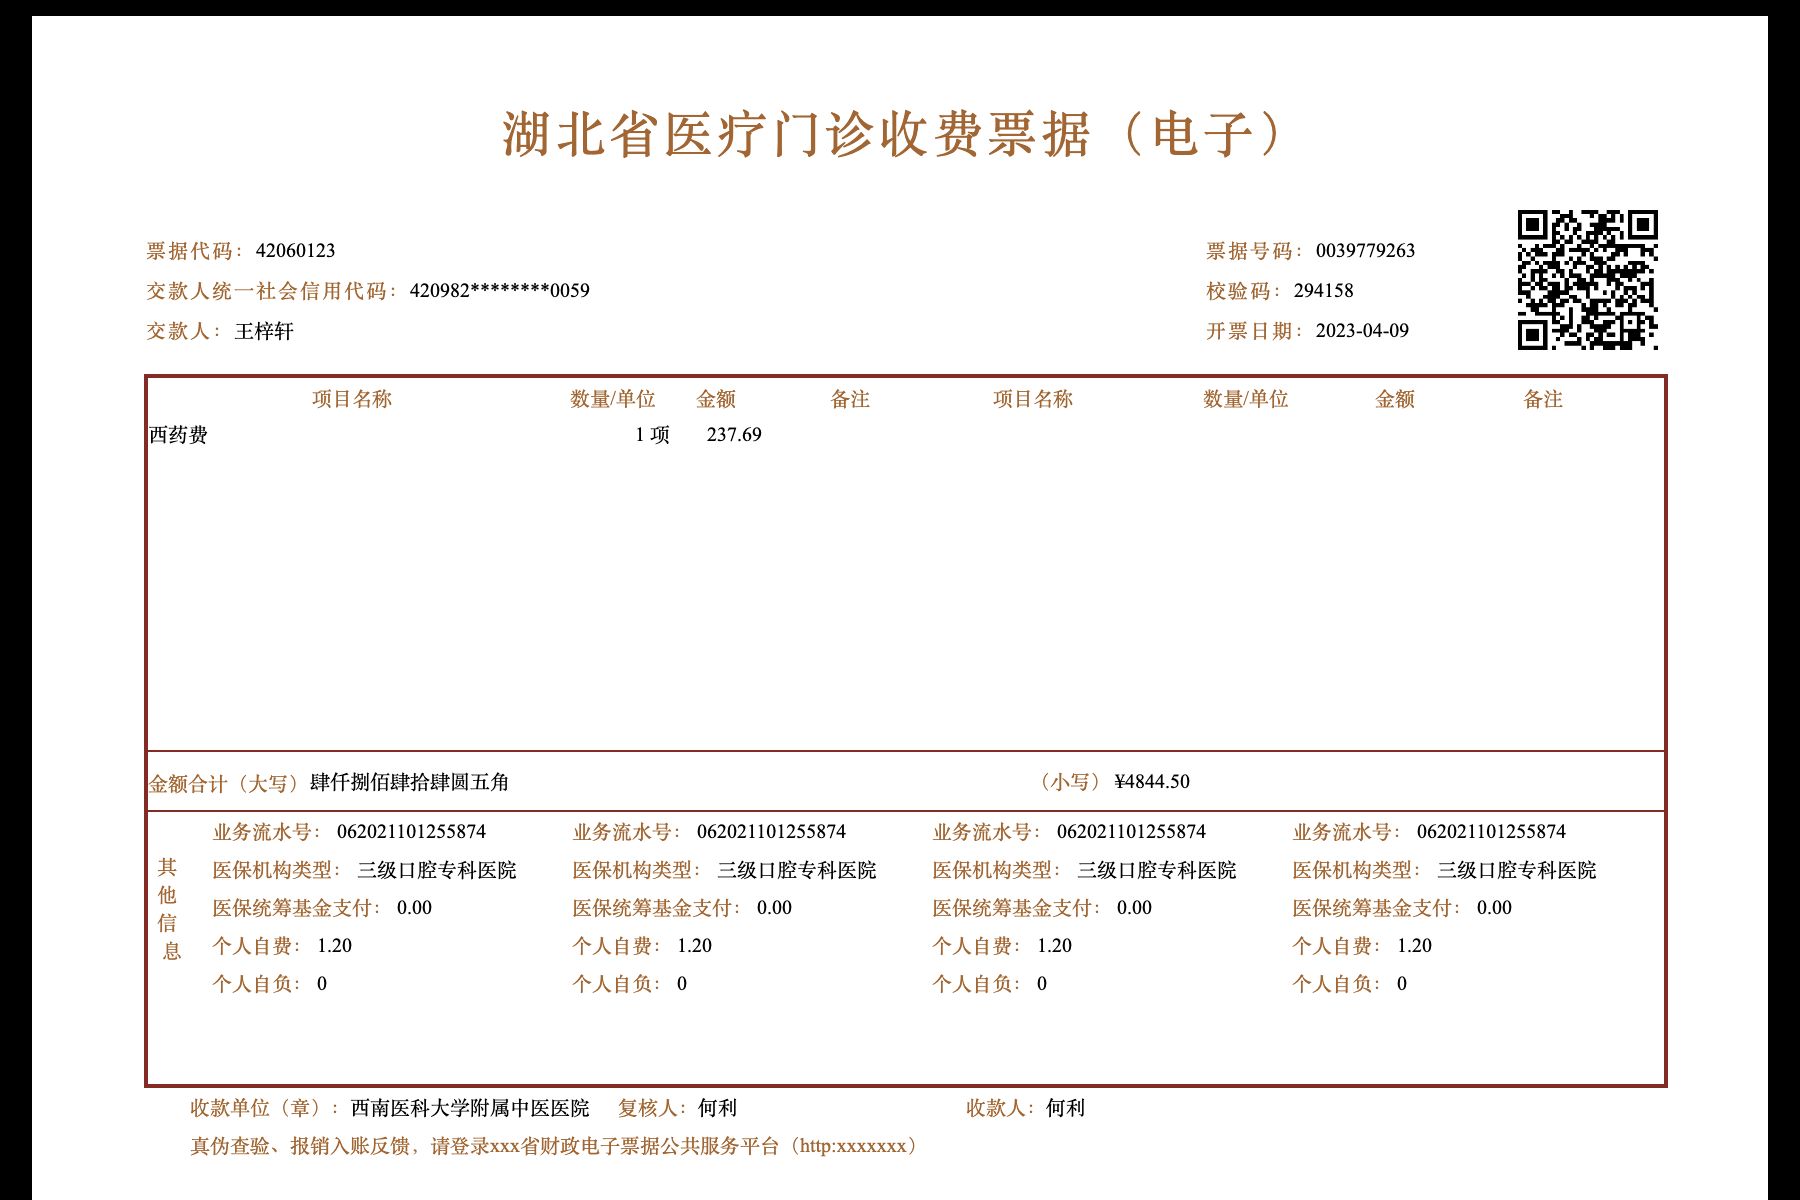 湖北省医疗门诊收费票据（电子）
票据代码：42060123 票据号码：0039779263
交款人统一社会信用代码：420982********0059 校验码：294158
交款人：王梓轩 开票日期：2023-04-09
项目名称 数量/单位 金额 备注 项目名称 数量/单位 金额 备注
西药费 1 项 237.69
金额合计（大写）肆仟捌佰肆拾肆圆五角 （小写）¥4844.50
其他信息
业务流水号：062021101255874 业务流水号：062021101255874 业务流水号：062021101255874 业务流水号：062021101255874
医保机构类型：三级口腔专科医院 医保机构类型：三级口腔专科医院 医保机构类型：三级口腔专科医院 医保机构类型：三级口腔专科医院
医保统筹基金支付：0.00 医保统筹基金支付：0.00 医保统筹基金支付：0.00 医保统筹基金支付：0.00
个人自费：1.20 个人自费：1.20 个人自费：1.20 个人自费：1.20
个人自负：0 个人自负：0 个人自负：0 个人自负：0
收款单位（章）：西南医科大学附属中医医院 复核人：何利 收款人：何利
真伪查验、报销入账反馈，请登录xxx省财政电子票据公共服务平台（http:xxxxxxx）